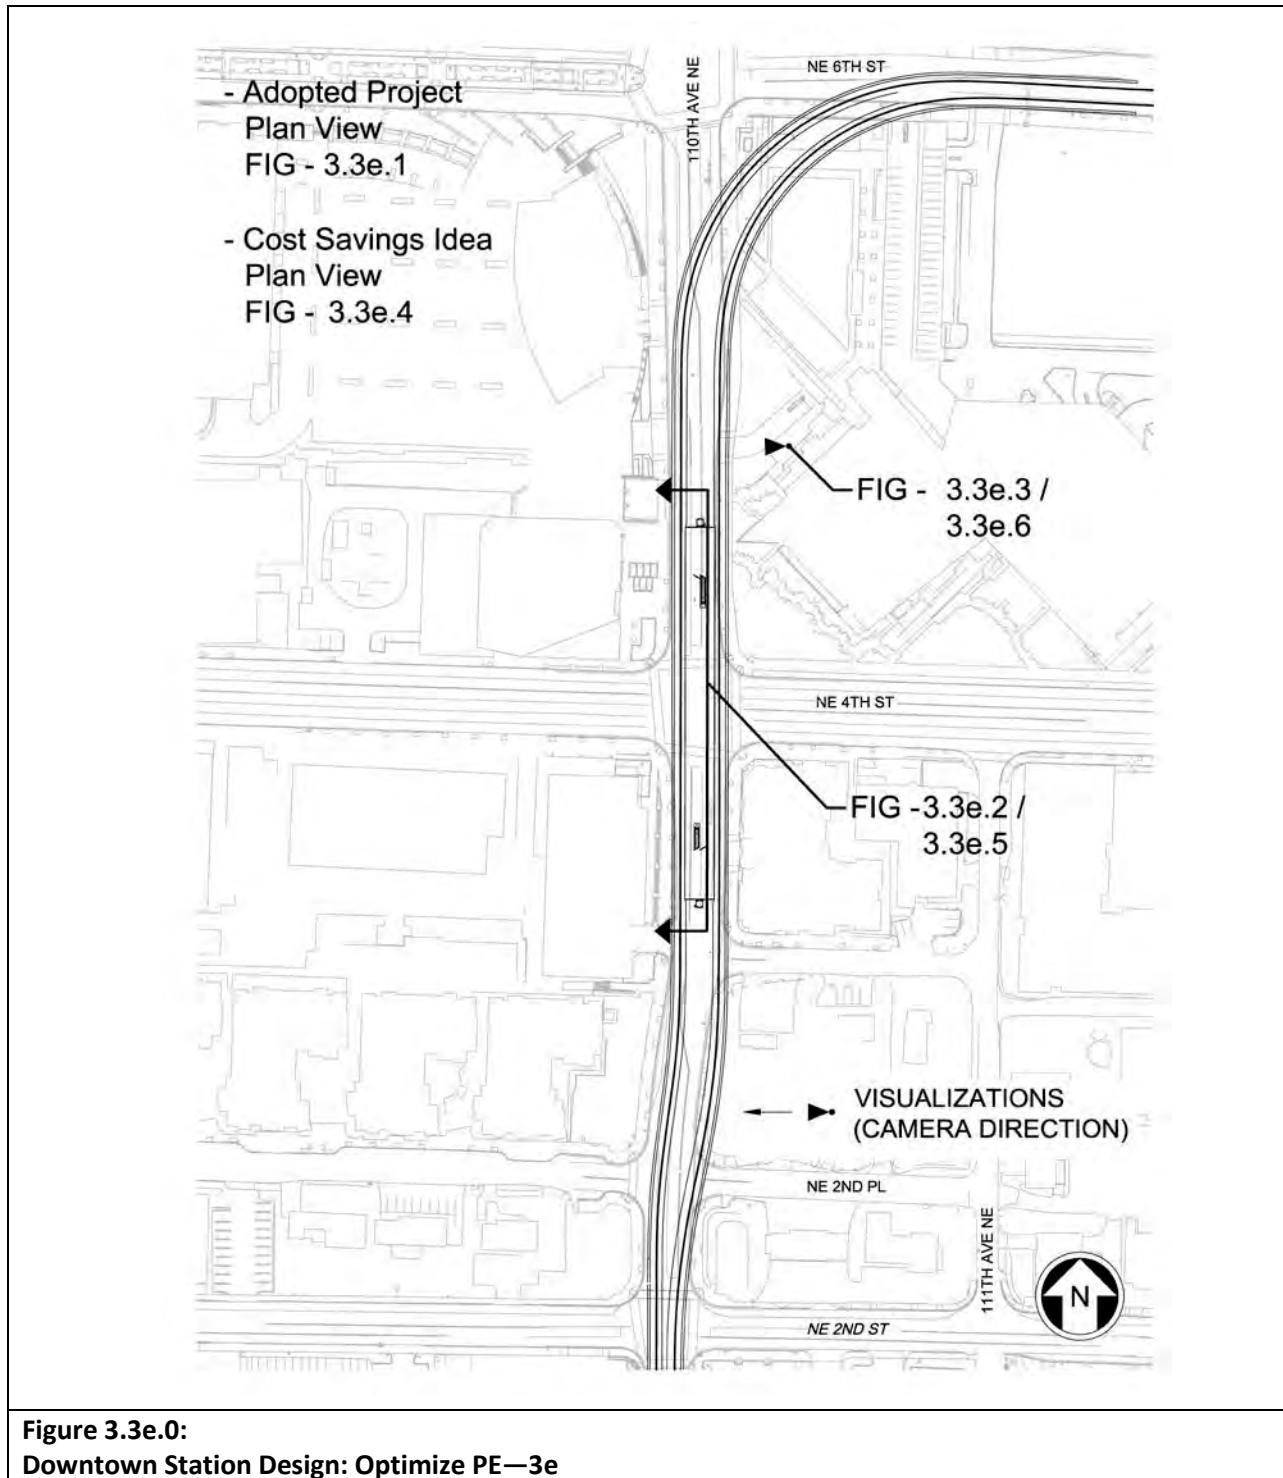 NE 6TH ST
110TH AVE NE
- Adopted Project
Plan View
FIG - 3.3e.1
- Cost Savings Idea
Plan View
FIG - 3.3e.4
FIG - 3.3e.3 /
3.3e.6
NE 4TH ST
FIG -3.3e.2 /
3.3e.5
VISUALIZATIONS
(CAMERA DIRECTION)
NE 2ND PL
111TH AVE NE
N
NE 2ND ST
Figure 3.3e.0:
Downtown Station Design: Optimize PE—3e